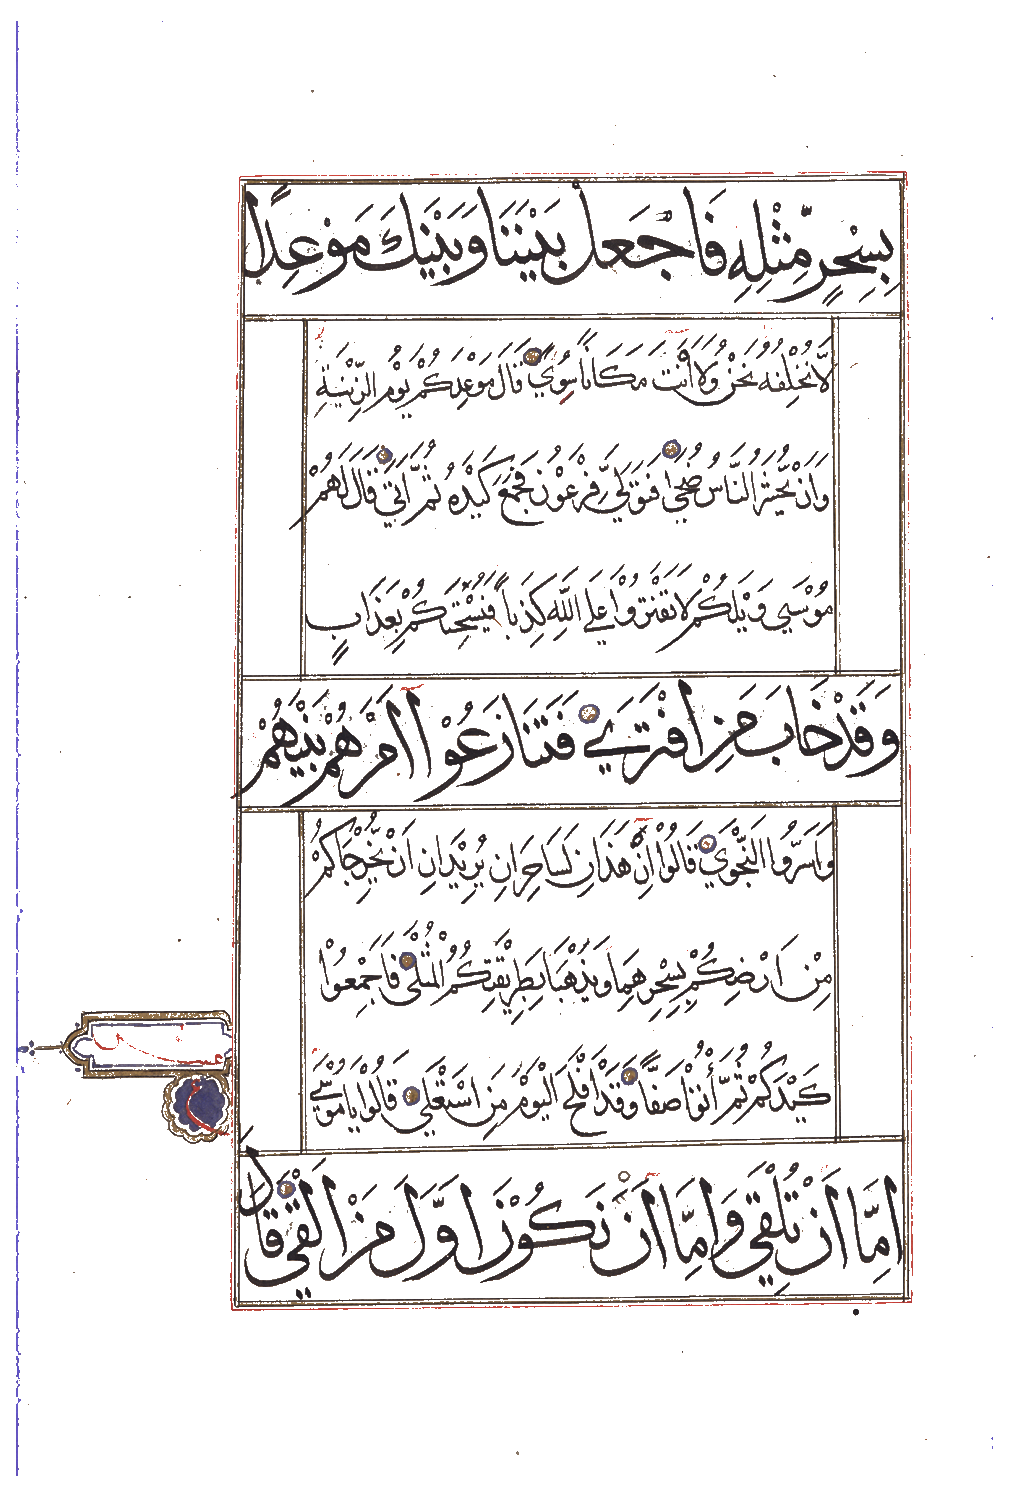 بِسِحْرٍ مِّثْلِهِ فَاجْعَلْ بَيْنَنَا وَبَيْنَكَ مَوْعِدًا
لَّا نُخْلِفُهُ نَحْنُ وَلَا أَنْتَ مَكَانًا سُوًى قَالَ مَوْعِدُكُمْ يَوْمُ الزِّينَةِ
وَأَنْ يُحْشَرَ النَّاسُ ضُحًى فَتَوَلَّى فِرْعَوْنُ فَجَمَعَ كَيْدَهُ ثُمَّ أَتَى قَالَ لَهُمْ
مُوسَى وَيْلَكُمْ لَا تَفْتَرُوا عَلَى اللَّهِ كَذِبًا فَيُسْحِتَكُمْ بِعَذَابٍ
وَقَدْ خَابَ مَنِ افْتَرَى فَتَنَازَعُوا أَمْرَهُمْ بَيْنَهُمْ
وَأَسَرُّوا النَّجْوَى قَالُوا إِنْ هَذَانِ لَسَاحِرَانِ يُرِيدَانِ أَنْ يُخْرِجَاكُمْ
مِنْ أَرْضِكُمْ بِسِحْرِهِمَا وَيَذْهَبَا بِطَرِيقَتِكُمُ الْمُثْلَى فَأَجْمِعُوا
كَيْدَكُمْ ثُمَّ ائْتُوا صَفًّا وَقَدْ أَفْلَحَ الْيَوْمَ مَنِ اسْتَعْلَى قَالُوا يَا مُوسَى
إِمَّا أَنْ تُلْقِيَ وَإِمَّا أَنْ نَكُونَ أَوَّلَ مَنْ أَلْقَى قَالَ